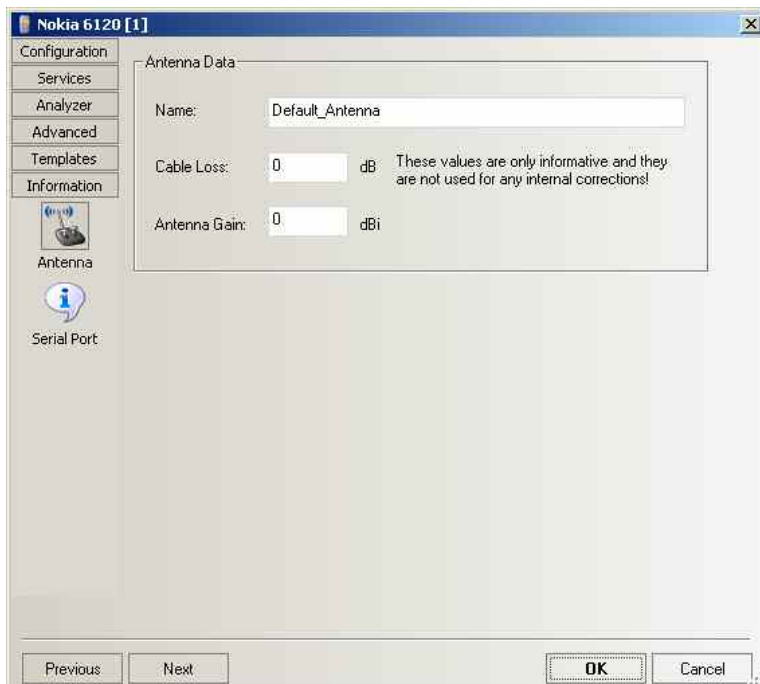 Nokia 6120 [1]
Configuration
Services
Analyzer
Advanced
Templates
Information
Antenna
Serial Port
Antenna Data
Name: Default_Antenna
Cable Loss: 0 dB
These values are only informative and they
are not used for any internal corrections!
Antenna Gain: 0 dBi
Previous Next OK Cancel